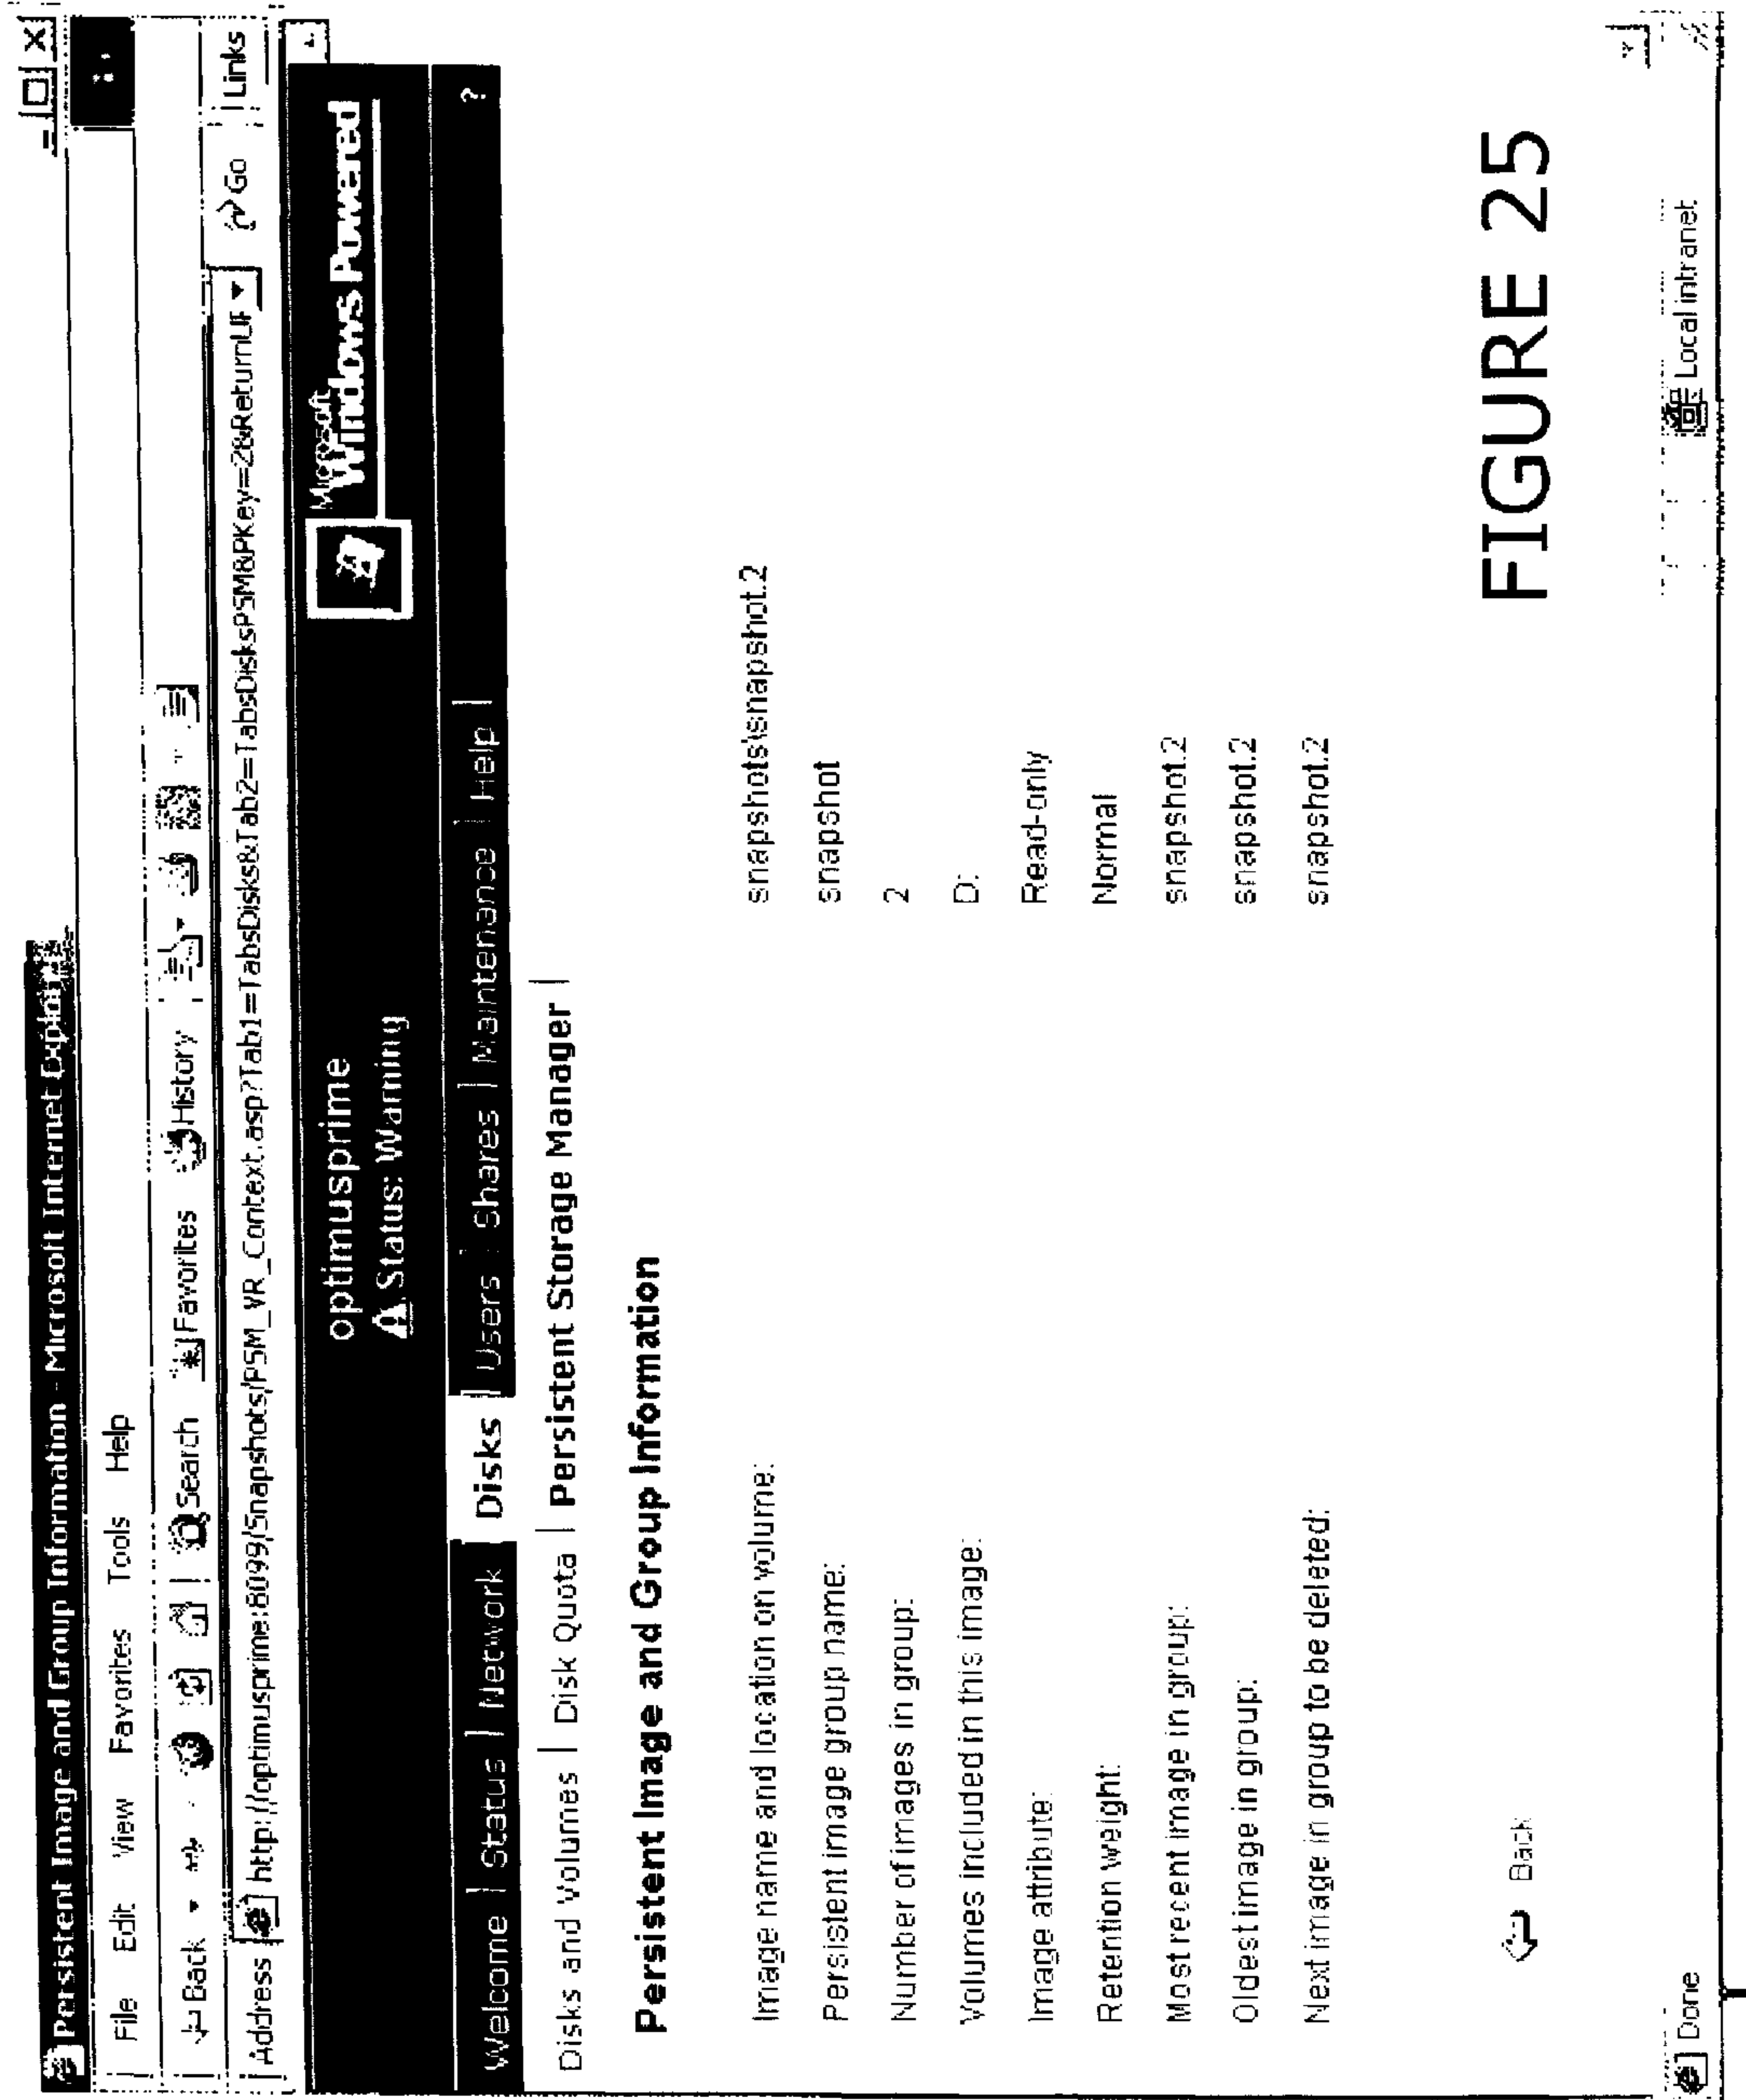 Persistent Image and Group Information - Microsoft Internet Explorer
File Edit View Favorites Tools Help
Back Search Favorites History
Address http://optimusprime:8099/Snapshots/PSM_VR_Context.asp?Tab1=TabsDisks&Tab2=TabsDisksPSM&PKey=2&ReturnUR Go Links
optimusprime
Status: Warning
Microsoft
Windows Powered
Welcome | Status | Network | Disks | Users | Shares | Maintenance | Help | ?
Disks and Volumes | Disk Quota | Persistent Storage Manager |
Persistent Image and Group Information
Image name and location on volume: snapshots\snapshot.2
Persistent image group name: snapshot
Number of images in group: 2
Volumes included in this image: D:
Image attribute: Read-only
Retention weight: Normal
Most recent image in group: snapshot.2
Oldest image in group: snapshot.2
Next image in group to be deleted: snapshot.2
Back
FIGURE 25
Done Local intranet